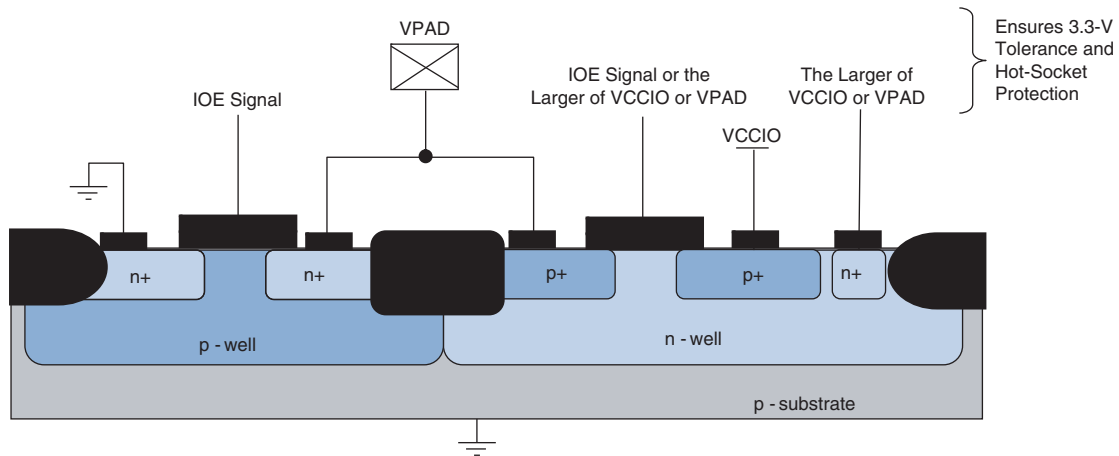 VPAD
IOE Signal
IOE Signal or the
Larger of VCCIO or VPAD
The Larger of
VCCIO or VPAD
Ensures 3.3-V
Tolerance and
Hot-Socket
Protection
VCCIO
n+
n+
p+
p+
n+
p - well
n - well
p - substrate